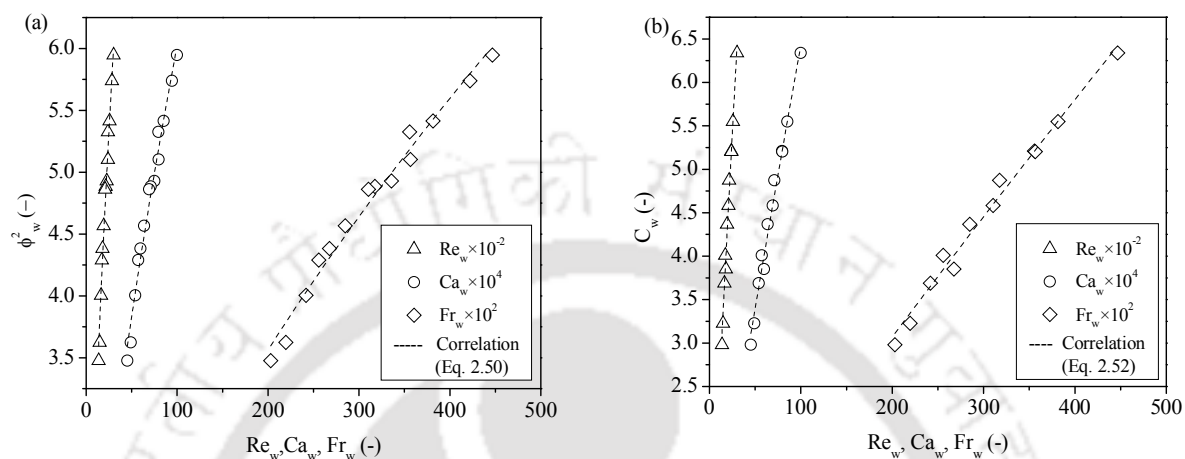 (a)
6.0
5.5
5.0
4.5
4.0
3.5
ϕ²w (–)
0 100 200 300 400 500
Rew,Caw, Frw (-)
Rew×10-2
Caw×104
Frw×102
Correlation
(Eq. 2.50)
(b)
6.5
6.0
5.5
5.0
4.5
4.0
3.5
3.0
2.5
Cw (-)
0 100 200 300 400 500
Rew, Caw, Frw (-)
Rew×10-2
Caw×104
Frw×102
Correlation
(Eq. 2.52)